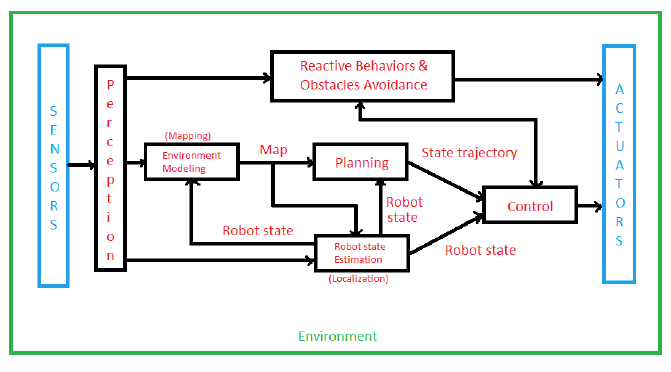 SENSORS
Perception
Reactive Behaviors &
Obstacles Avoidance
ACTUATORS
(Mapping)
Environment
Modeling
Map
Planning
State trajectory
Robot
state
Control
Robot state
Robot state
Estimation
(Localization)
Robot state
Environment